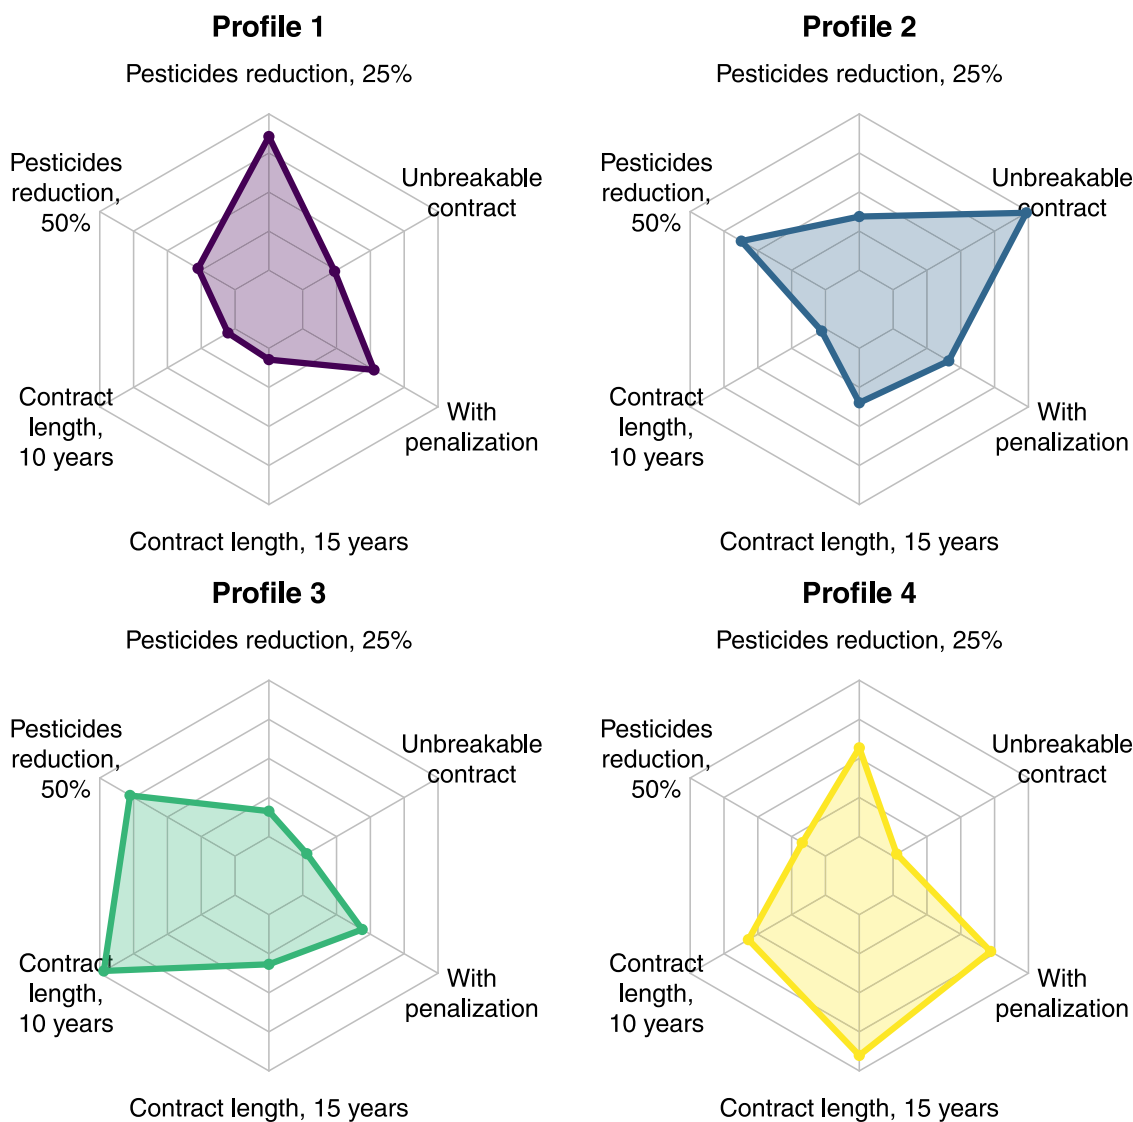 Profile 1
Pesticides reduction, 25%
Pesticides
reduction,
50%
Unbreakable
contract
Contract
length,
10 years
With
penalization
Contract length, 15 years
Profile 2
Pesticides reduction, 25%
Pesticides
reduction,
50%
Unbreakable
contract
Contract
length,
10 years
With
penalization
Contract length, 15 years
Profile 3
Pesticides reduction, 25%
Pesticides
reduction,
50%
Unbreakable
contract
Contract
length,
10 years
With
penalization
Contract length, 15 years
Profile 4
Pesticides reduction, 25%
Pesticides
reduction,
50%
Unbreakable
contract
Contract
length,
10 years
With
penalization
Contract length, 15 years